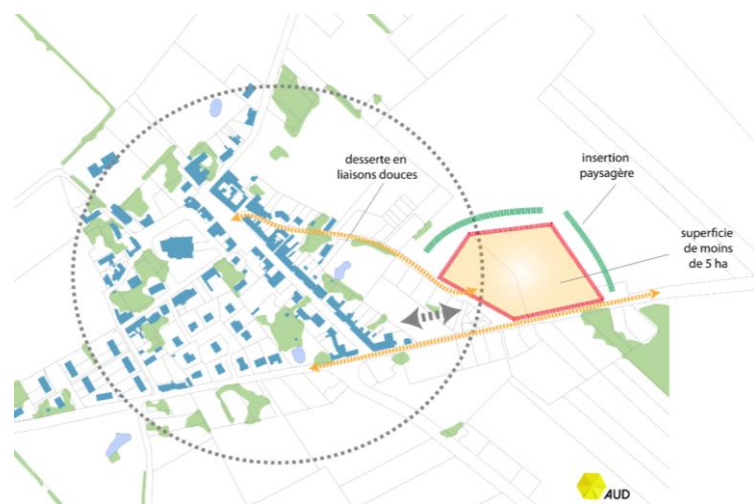 desserte en
liaisons douces
insertion
paysagère
superficie
de moins
de 5 ha
AUD